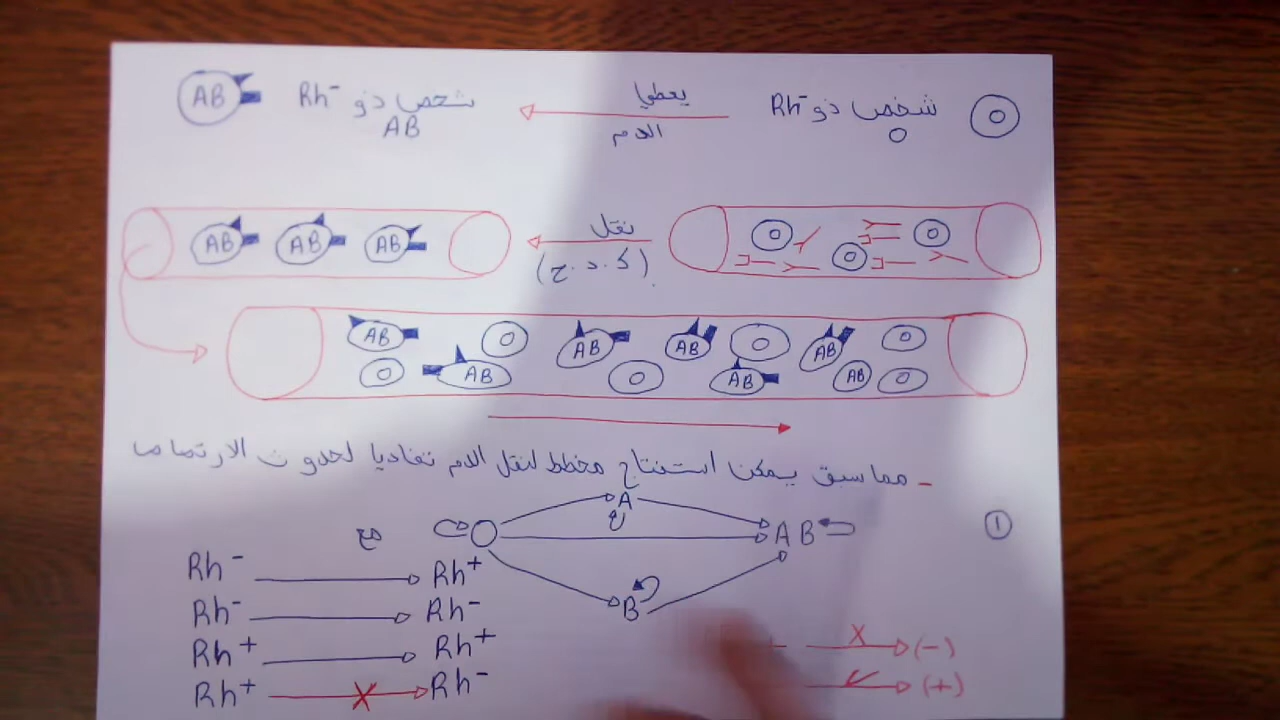 شخص ذو Rh⁻ يعطي شخص ذو Rh⁻ AB
O الدم AB
O O O نقل AB AB AB
(ك.د.ح)
AB O AB AB O AB O
O AB O AB AB O
- مما سبق يمكن استنتاج مخطط لنقل الدم تفاديا لحدوث الارتصاص
① A
O AB مع
Rh⁻ Rh⁺
B
Rh⁻ Rh⁻
Rh⁺ Rh⁺
X (-)
Rh⁺ X Rh⁻
(+)